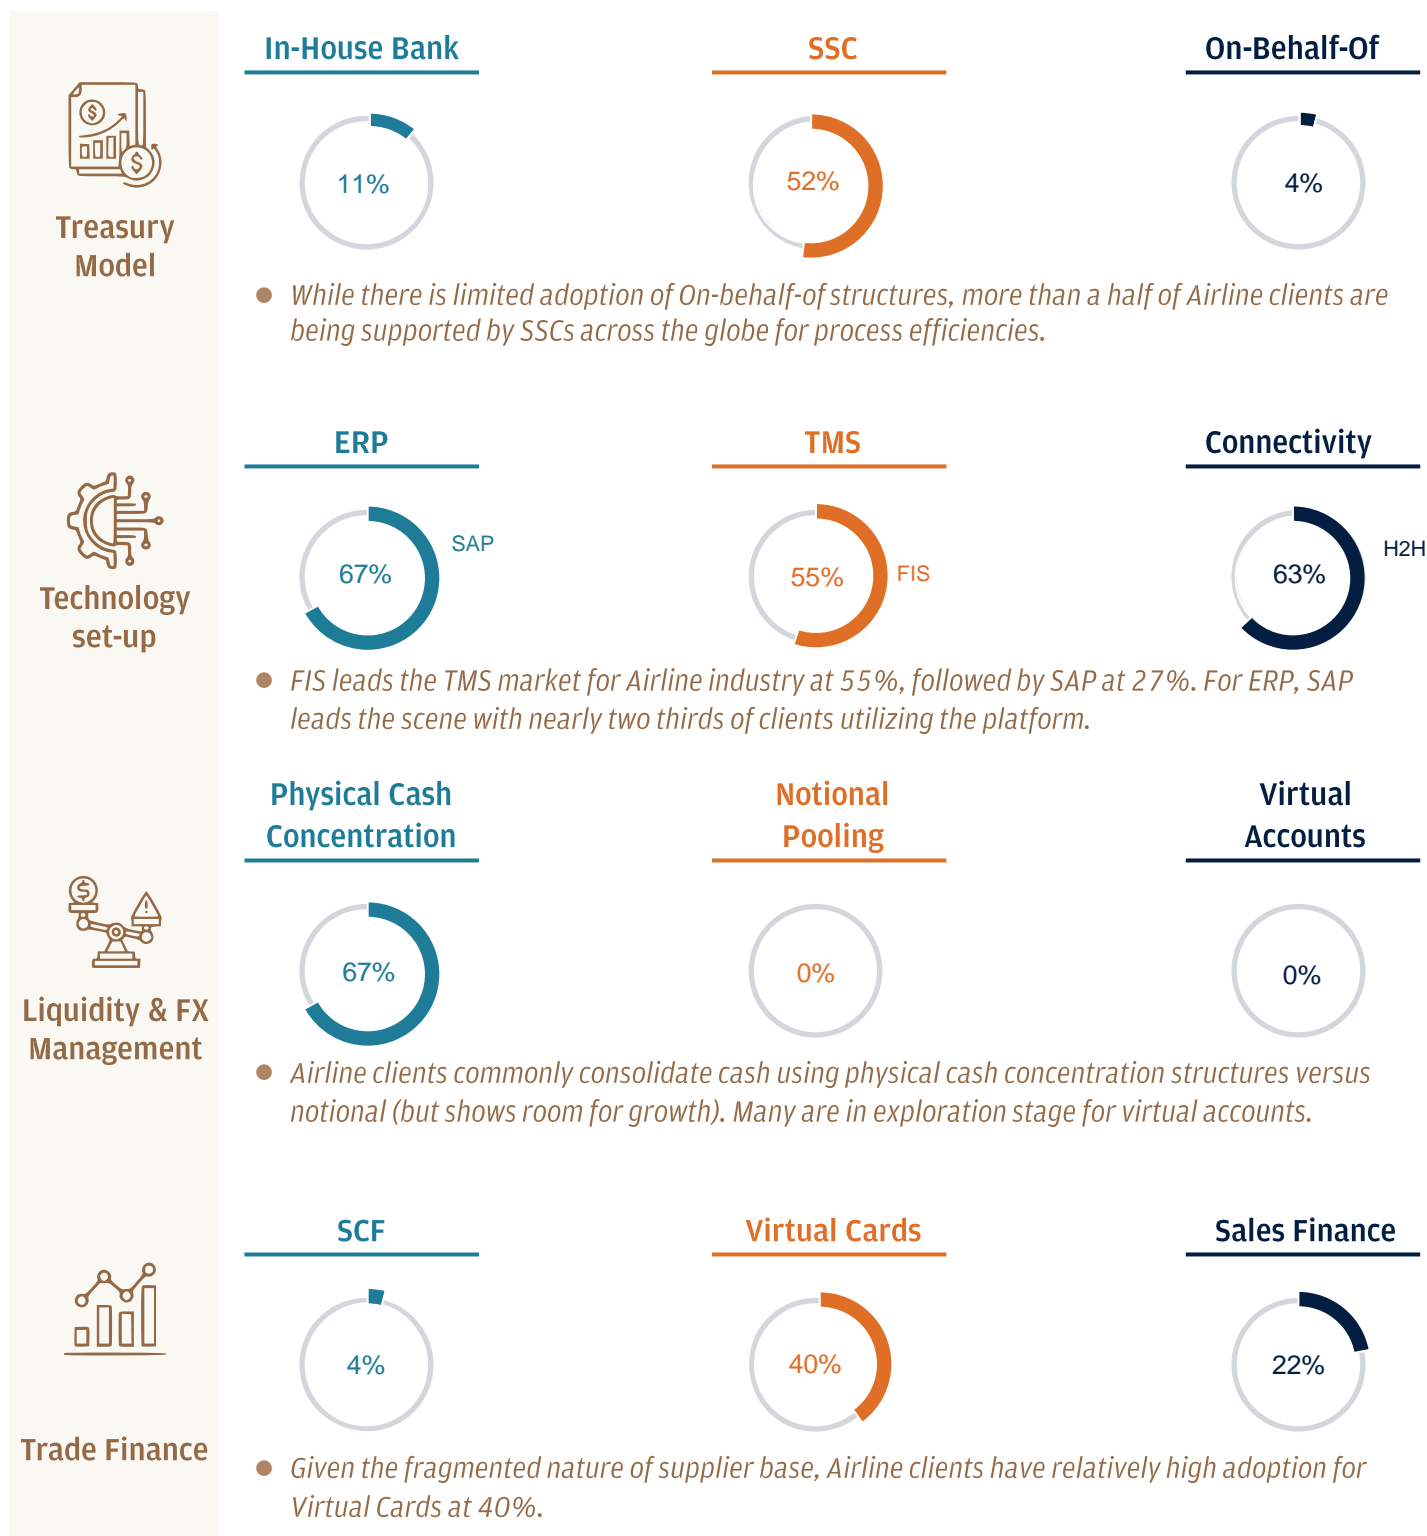 In-House Bank
SSC
On-Behalf-Of
11%
52%
4%
Treasury
Model
While there is limited adoption of On-behalf-of structures, more than a half of Airline clients are
being supported by SSCs across the globe for process efficiencies.
ERP
TMS
Connectivity
67%
SAP
55%
FIS
63%
H2H
Technology
set-up
FIS leads the TMS market for Airline industry at 55%, followed by SAP at 27%. For ERP, SAP
leads the scene with nearly two thirds of clients utilizing the platform.
Physical Cash
Concentration
Notional
Pooling
Virtual
Accounts
67%
0%
0%
Liquidity & FX
Management
Airline clients commonly consolidate cash using physical cash concentration structures versus
notional (but shows room for growth). Many are in exploration stage for virtual accounts.
SCF
Virtual Cards
Sales Finance
4%
40%
22%
Trade Finance
Given the fragmented nature of supplier base, Airline clients have relatively high adoption for
Virtual Cards at 40%.